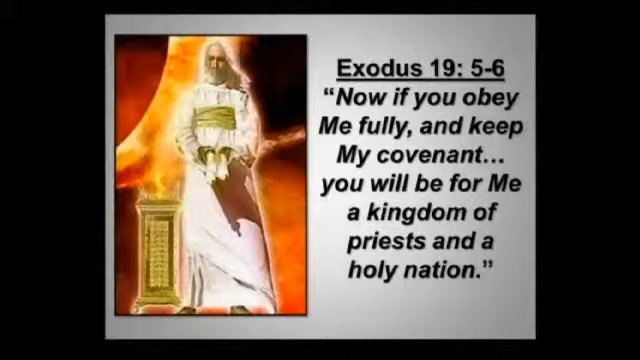 Exodus 19: 5-6
“Now if you obey
Me fully, and keep
My covenant…
you will be for Me
a kingdom of
priests and a
holy nation.”